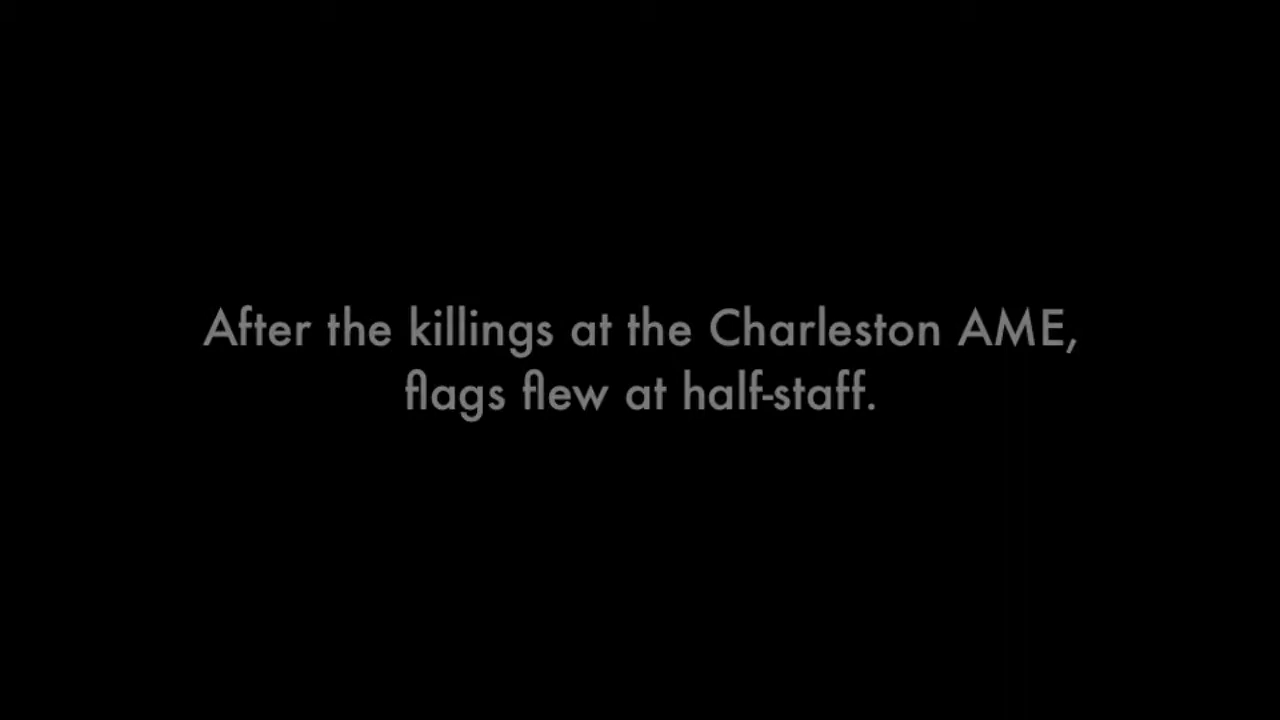 After the killings at the Charleston AME,
flags flew at half-staff.